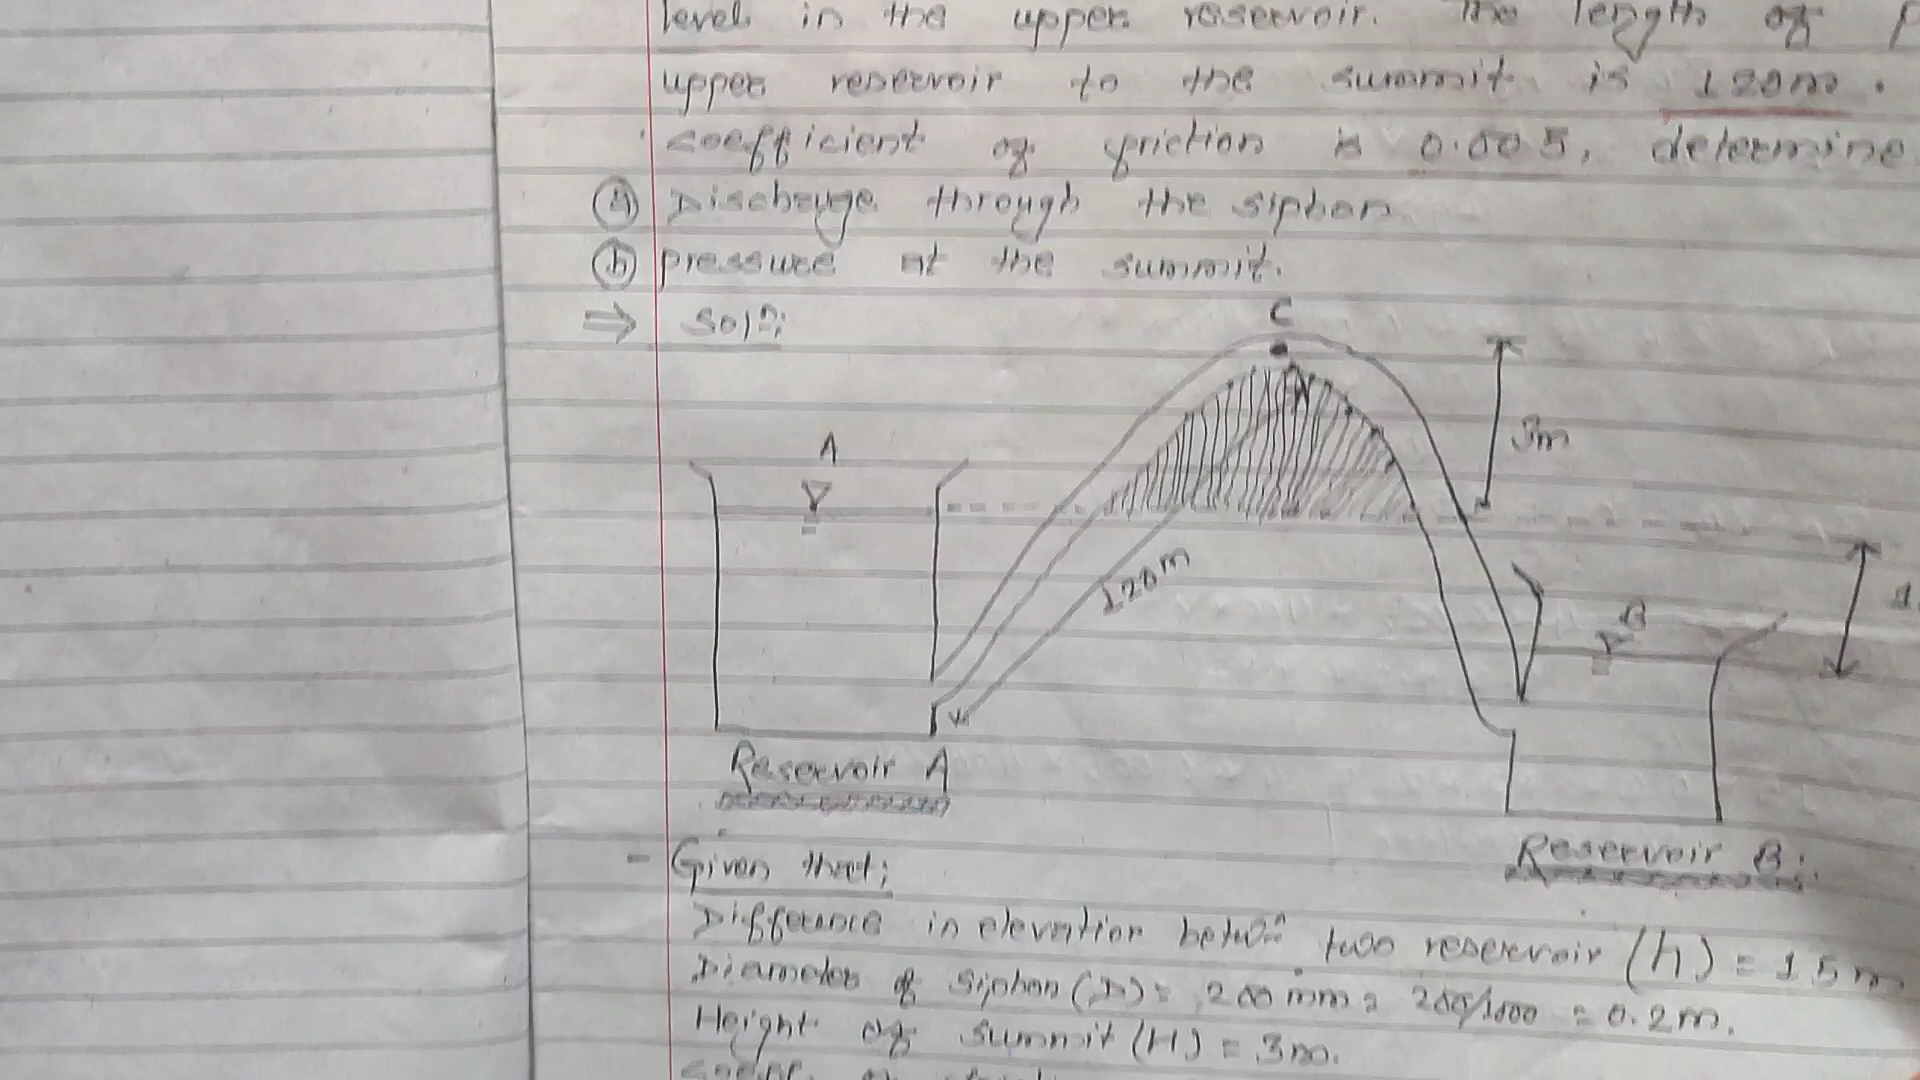 level in the upper reservoir. The length of
upper reservoir to the summit is 120m.
coefficient of friction is 0.005, determine
(a) Discharge through the siphon
(b) pressure at the summit.
⇒ Solⁿ:
C
3m
A
120m
B
Reservoir A
Reservoir B:
- Given that;
Difference in elevation betwⁿ two reservoir (h) = 15m
Diameter of siphon (D) = 200 mm = 200/1000 = 0.2m.
Height of summit (H) = 3m.